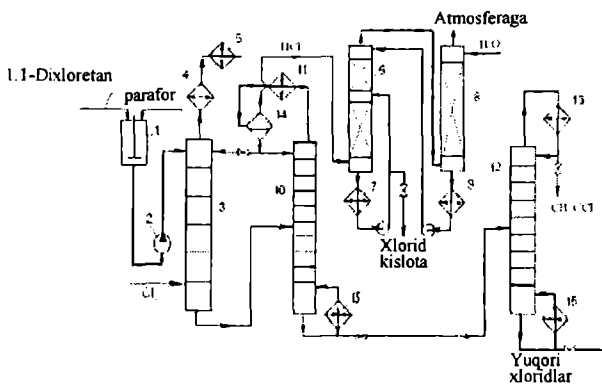 Atmosferaga
HCl
H₂O
1.1-Dixloretan
parafor
1
2
3
4
5
11
14
10
15
6
7
8
9
Xlorid
kislota
12
13
16
Cl₂
Yuqori
xloridlar